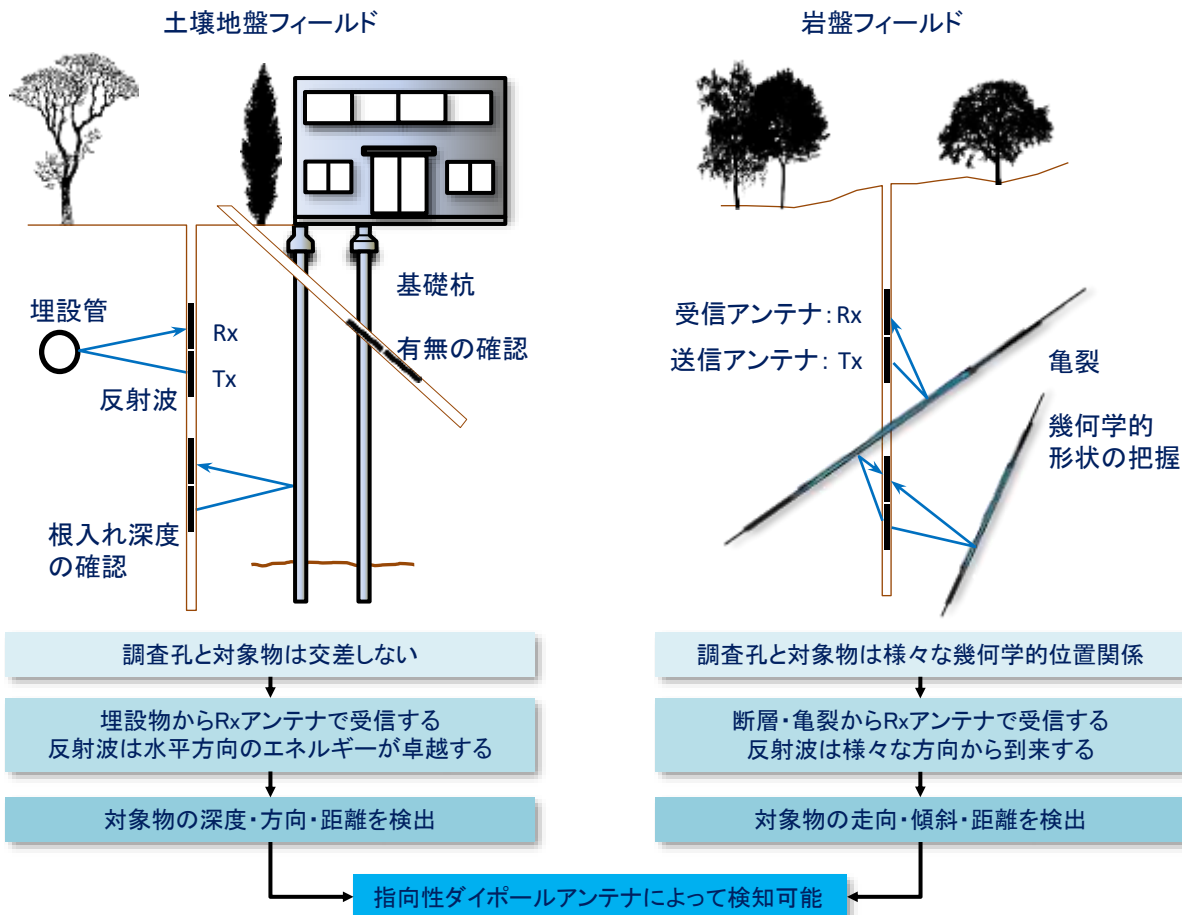 土壌地盤フィールド
埋設管
Rx
Tx
反射波
基礎杭
有無の確認
根入れ深度
の確認
調査孔と対象物は交差しない
埋設物からRxアンテナで受信する
反射波は水平方向のエネルギーが卓越する
対象物の深度・方向・距離を検出
岩盤フィールド
受信アンテナ：Rx
送信アンテナ：Tx
亀裂
幾何学的
形状の把握
調査孔と対象物は様々な幾何学的位置関係
断層・亀裂からRxアンテナで受信する
反射波は様々な方向から到来する
対象物の走向・傾斜・距離を検出
指向性ダイポールアンテナによって検知可能